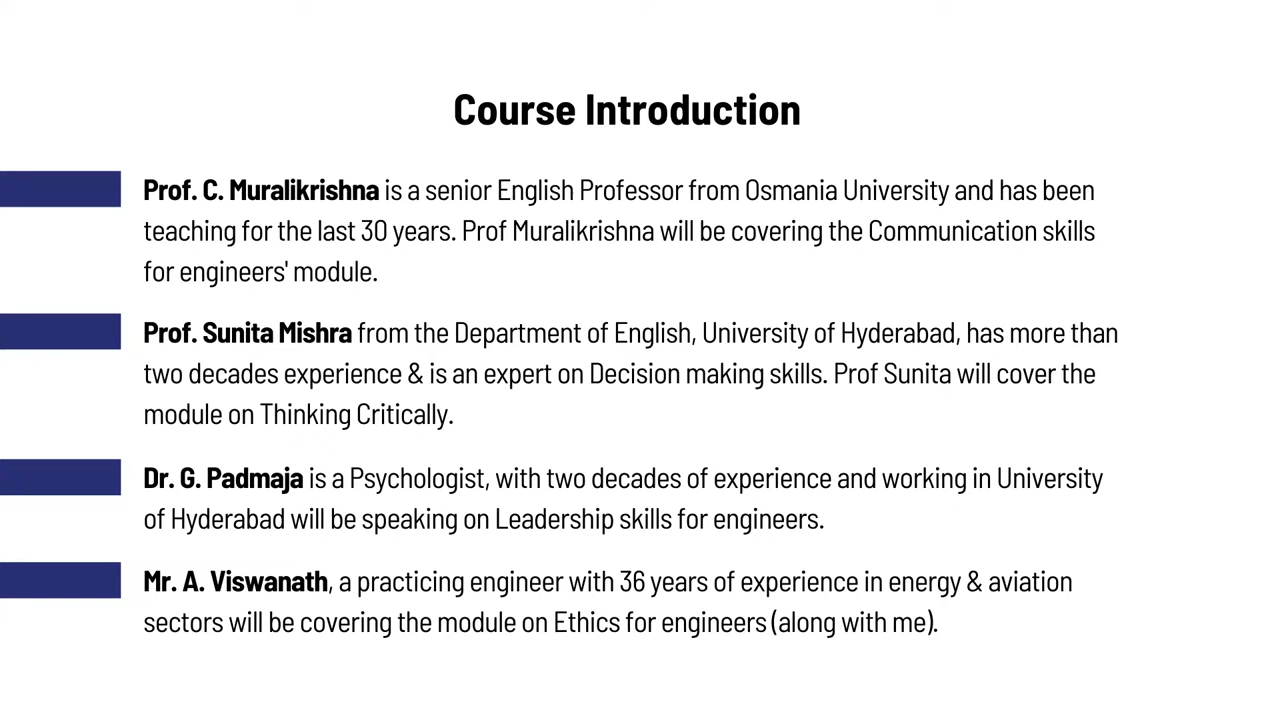 Course Introduction
Prof. C. Muralikrishna is a senior English Professor from Osmania University and has been
teaching for the last 30 years. Prof Muralikrishna will be covering the Communication skills
for engineers' module.
Prof. Sunita Mishra from the Department of English, University of Hyderabad, has more than
two decades experience & is an expert on Decision making skills. Prof Sunita will cover the
module on Thinking Critically.
Dr. G. Padmaja is a Psychologist, with two decades of experience and working in University
of Hyderabad will be speaking on Leadership skills for engineers.
Mr. A. Viswanath, a practicing engineer with 36 years of experience in energy & aviation
sectors will be covering the module on Ethics for engineers (along with me).